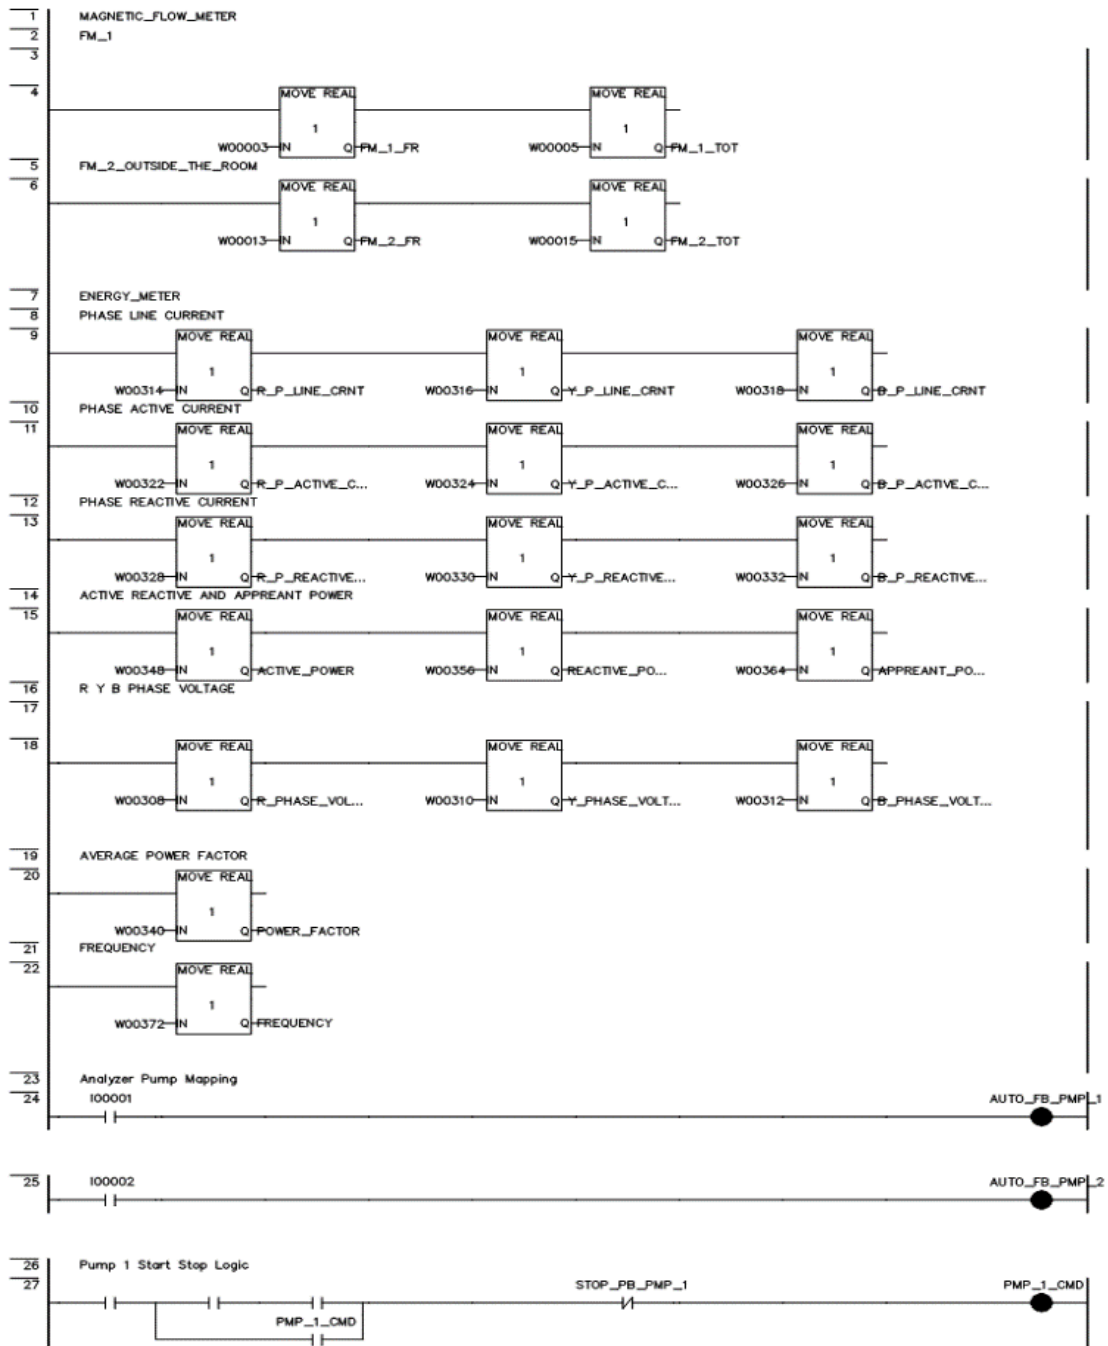 1 MAGNETIC_FLOW_METER
2 FM_1
3
4
MOVE REAL MOVE REAL
1 1
W00003 IN Q FM_1_FR W00005 IN Q FM_1_TOT
5 FM_2_OUTSIDE_THE_ROOM
6
MOVE REAL MOVE REAL
1 1
W00013 IN Q FM_2_FR W00015 IN Q FM_2_TOT
7 ENERGY_METER
8 PHASE LINE CURRENT
9 MOVE REAL MOVE REAL MOVE REAL
1 1 1
W00314 IN Q R_P_LINE_CRNT W00316 IN Q Y_P_LINE_CRNT W00318 IN Q B_P_LINE_CRNT
10 PHASE ACTIVE CURRENT
11 MOVE REAL MOVE REAL MOVE REAL
1 1 1
W00322 IN Q R_P_ACTIVE_C... W00324 IN Q Y_P_ACTIVE_C... W00326 IN Q B_P_ACTIVE_C...
12 PHASE REACTIVE CURRENT
13 MOVE REAL MOVE REAL MOVE REAL
1 1 1
W00328 IN Q R_P_REACTIVE... W00330 IN Q Y_P_REACTIVE... W00332 IN Q B_P_REACTIVE...
14 ACTIVE REACTIVE AND APPREANT POWER
15 MOVE REAL MOVE REAL MOVE REAL
1 1 1
W00348 IN Q ACTIVE_POWER W00356 IN Q REACTIVE_PO... W00364 IN Q APPREANT_PO...
16 R Y B PHASE VOLTAGE
17
18 MOVE REAL MOVE REAL MOVE REAL
1 1 1
W00308 IN Q R_PHASE_VOL... W00310 IN Q Y_PHASE_VOLT... W00312 IN Q B_PHASE_VOLT...
19 AVERAGE POWER FACTOR
20 MOVE REAL
1
W00340 IN Q POWER_FACTOR
21 FREQUENCY
22 MOVE REAL
1
W00372 IN Q FREQUENCY
23 Analyzer Pump Mapping
24 I00001 AUTO_FB_PMP_1
25 I00002 AUTO_FB_PMP_2
26 Pump 1 Start Stop Logic
27 STOP_PB_PMP_1 PMP_1_CMD
PMP_1_CMD